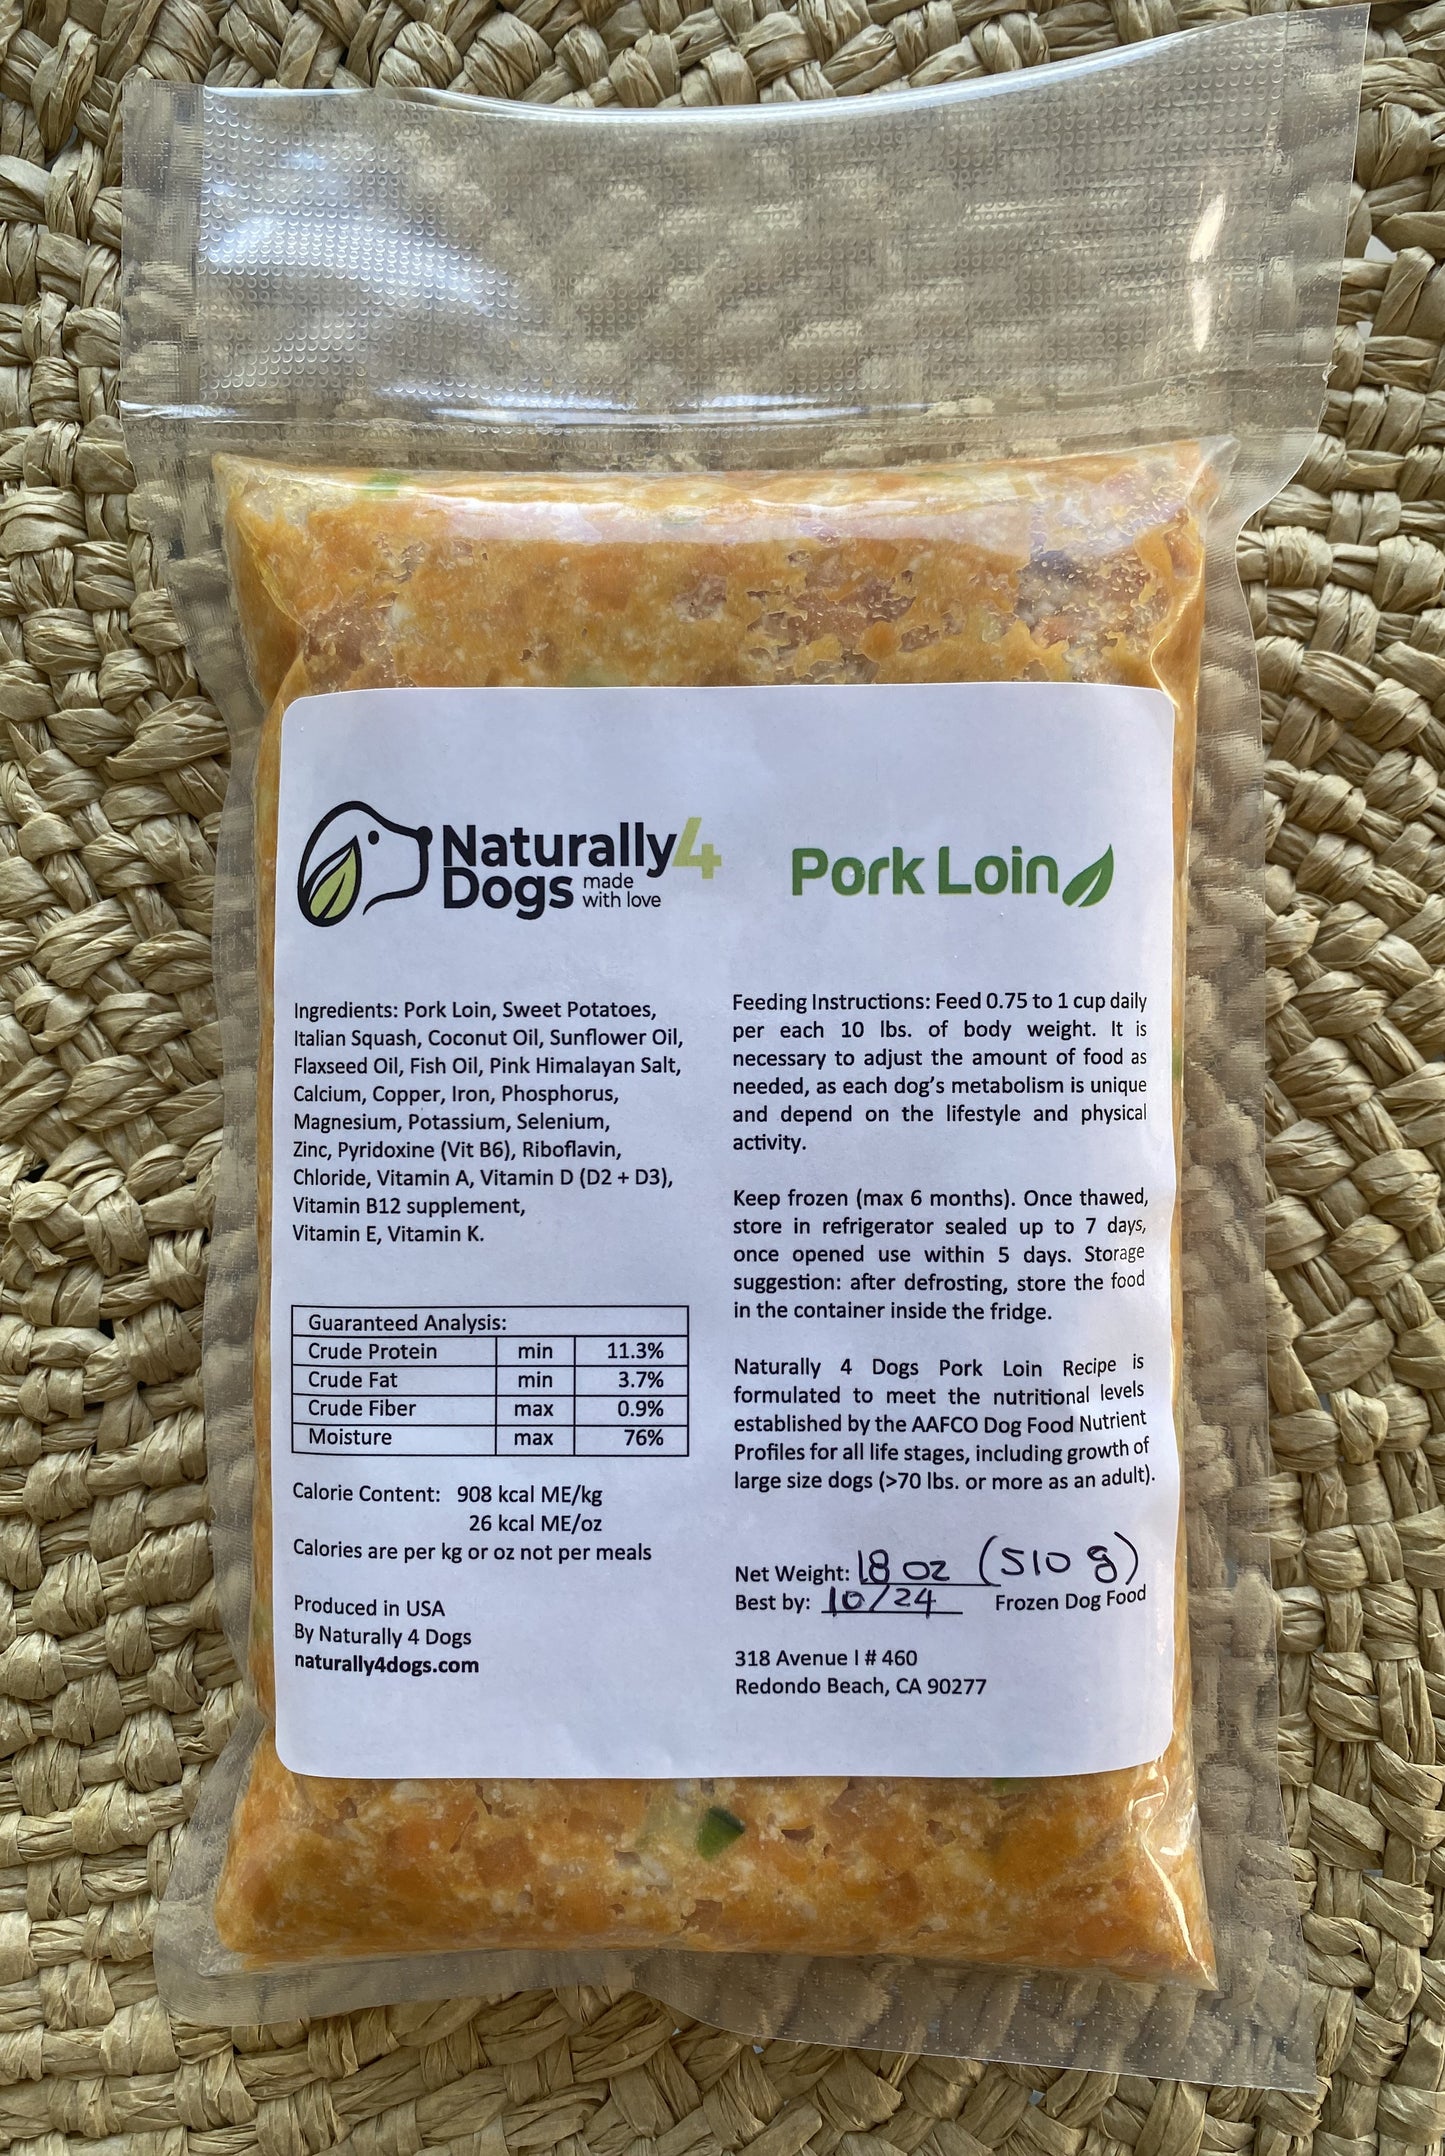 Naturally4
Dogs made
with love
Pork Loin
Ingredients: Pork Loin, Sweet Potatoes,
Italian Squash, Coconut Oil, Sunflower Oil,
Flaxseed Oil, Fish Oil, Pink Himalayan Salt,
Calcium, Copper, Iron, Phosphorus,
Magnesium, Potassium, Selenium,
Zinc, Pyridoxine (Vit B6), Riboflavin,
Chloride, Vitamin A, Vitamin D (D2 + D3),
Vitamin B12 supplement,
Vitamin E, Vitamin K.
Guaranteed Analysis:
Crude Protein min 11.3%
Crude Fat min 3.7%
Crude Fiber max 0.9%
Moisture max 76%
Calorie Content: 908 kcal ME/kg
26 kcal ME/oz
Calories are per kg or oz not per meals
Produced in USA
By Naturally 4 Dogs
naturally4dogs.com
Feeding Instructions: Feed 0.75 to 1 cup daily
per each 10 lbs. of body weight. It is
necessary to adjust the amount of food as
needed, as each dog's metabolism is unique
and depend on the lifestyle and physical
activity.
Keep frozen (max 6 months). Once thawed,
store in refrigerator sealed up to 7 days,
once opened use within 5 days. Storage
suggestion: after defrosting, store the food
in the container inside the fridge.
Naturally 4 Dogs Pork Loin Recipe is
formulated to meet the nutritional levels
established by the AAFCO Dog Food Nutrient
Profiles for all life stages, including growth of
large size dogs (>70 lbs. or more as an adult).
Net Weight: 18 oz (510 g)
Best by: 10/24 Frozen Dog Food
318 Avenue I # 460
Redondo Beach, CA 90277